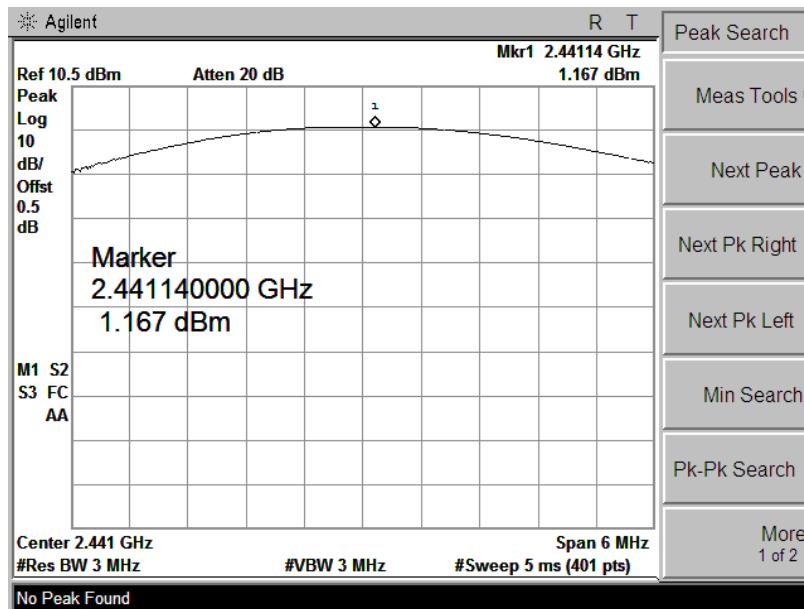 Agilent R T
Peak Search
Mkr1 2.44114 GHz
Ref 10.5 dBm Atten 20 dB 1.167 dBm
Peak
Log
10
dB/
Offst
0.5
dB
1
Marker
2.441140000 GHz
1.167 dBm
M1 S2
S3 FC
AA
Center 2.441 GHz Span 6 MHz
#Res BW 3 MHz #VBW 3 MHz #Sweep 5 ms (401 pts)
Meas Tools
Next Peak
Next Pk Right
Next Pk Left
Min Search
Pk-Pk Search
More
1 of 2
No Peak Found